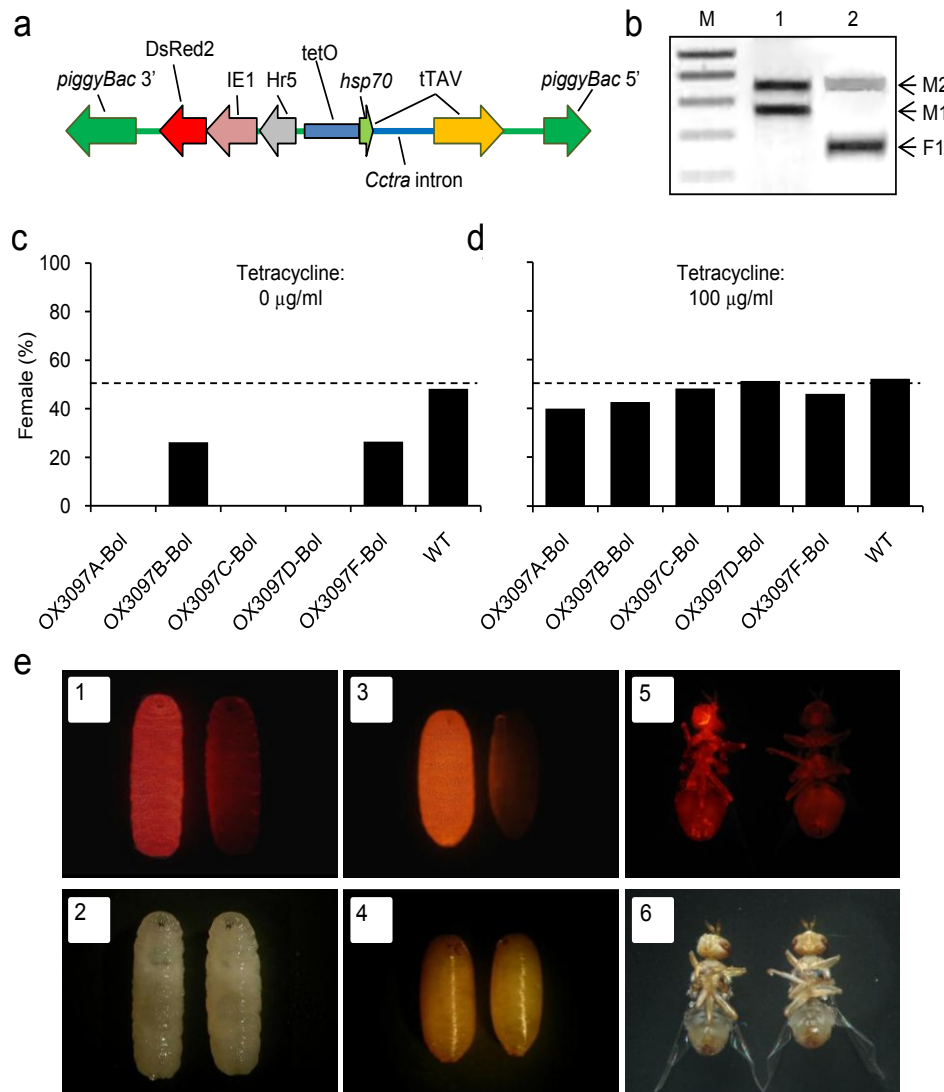 a
DsRed2
piggyBac 3’
IE1
Hr5
tetO
hsp70
tTAV
piggyBac 5’
Cctra intron
b
M 1 2
M2
M1
F1
c
Tetracycline:
0 μg/ml
Female (%)
100
80
60
40
20
0
OX3097A-Bol
OX3097B-Bol
OX3097C-Bol
OX3097D-Bol
OX3097F-Bol
WT
d
Tetracycline:
100 μg/ml
OX3097A-Bol
OX3097B-Bol
OX3097C-Bol
OX3097D-Bol
OX3097F-Bol
WT
e
1
3
5
2
4
6